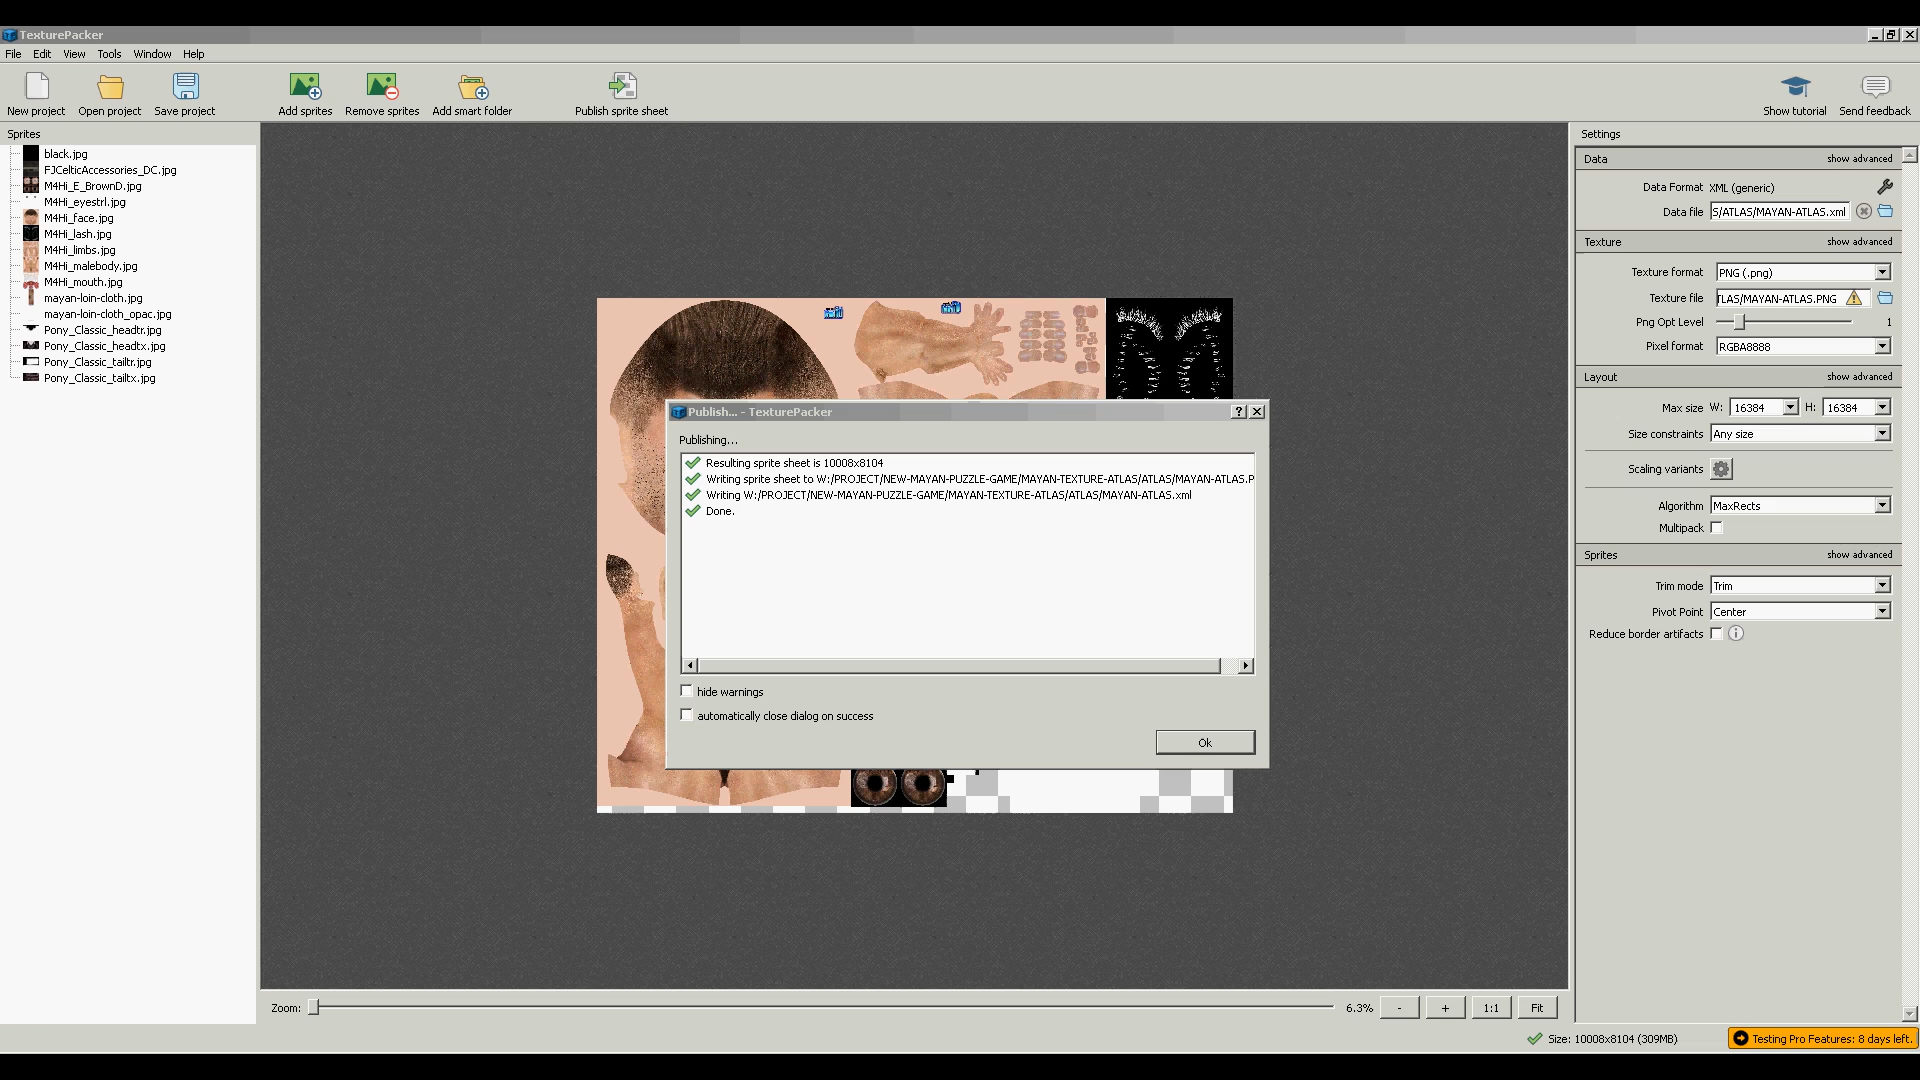 TexturePacker
File Edit View Tools Window Help
New project Open project Save project Add sprites Remove sprites Add smart folder Publish sprite sheet Show tutorial Send feedback
Sprites
black.jpg
FJCelticAccessories_DC.jpg
M4Hi_E_BrownD.jpg
M4Hi_eyestrl.jpg
M4Hi_face.jpg
M4Hi_lash.jpg
M4Hi_limbs.jpg
M4Hi_malebody.jpg
M4Hi_mouth.jpg
mayan-loin-cloth.jpg
mayan-loin-cloth_opac.jpg
Pony_Classic_headtr.jpg
Pony_Classic_headtx.jpg
Pony_Classic_tailtr.jpg
Pony_Classic_tailtx.jpg
Publish... - TexturePacker
Publishing...
Resulting sprite sheet is 10008x8104
Writing sprite sheet to W:/PROJECT/NEW-MAYAN-PUZZLE-GAME/MAYAN-TEXTURE-ATLAS/ATLAS/MAYAN-ATLAS.P
Writing W:/PROJECT/NEW-MAYAN-PUZZLE-GAME/MAYAN-TEXTURE-ATLAS/ATLAS/MAYAN-ATLAS.xml
Done.
hide warnings
automatically close dialog on success
Ok
Zoom: 6.3% - + 1:1 Fit
Settings
Data show advanced
Data Format XML (generic)
Data file S/ATLAS/MAYAN-ATLAS.xml
Texture show advanced
Texture format PNG (.png)
Texture file TLAS/MAYAN-ATLAS.PNG
Png Opt Level 1
Pixel format RGBA8888
Layout show advanced
Max size W: 16384 H: 16384
Size constraints Any size
Scaling variants
Algorithm MaxRects
Multipack
Sprites show advanced
Trim mode Trim
Pivot Point Center
Reduce border artifacts
Size: 10008x8104 (309MB)
Testing Pro Features: 8 days left.